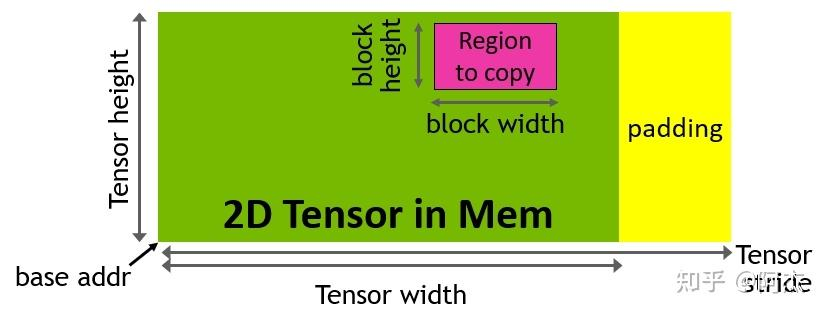 Tensor height
block
height
Region
to copy
block width
padding
2D Tensor in Mem
base addr
Tensor width
Tensor
stride
知乎